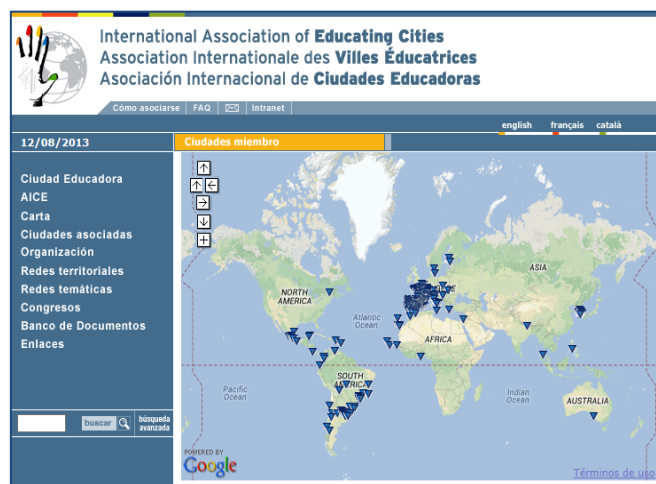 International Association of Educating Cities
Association Internationale des Villes Éducatrices
Asociación Internacional de Ciudades Educadoras
Cómo asociarse FAQ Intranet
english français català
12/08/2013
Ciudades miembro
Ciudad Educadora
AICE
Carta
Ciudades asociadas
Organización
Redes territoriales
Redes temáticas
Congresos
Banco de Documentos
Enlaces
buscar búsqueda
avanzada
ASIA
NORTH
AMERICA
Atlantic
Ocean
AFRICA
SOUTH
AMERICA
Pacific
Ocean
Indian
Ocean
AUSTRALIA
POWERED BY
Google
Términos de uso